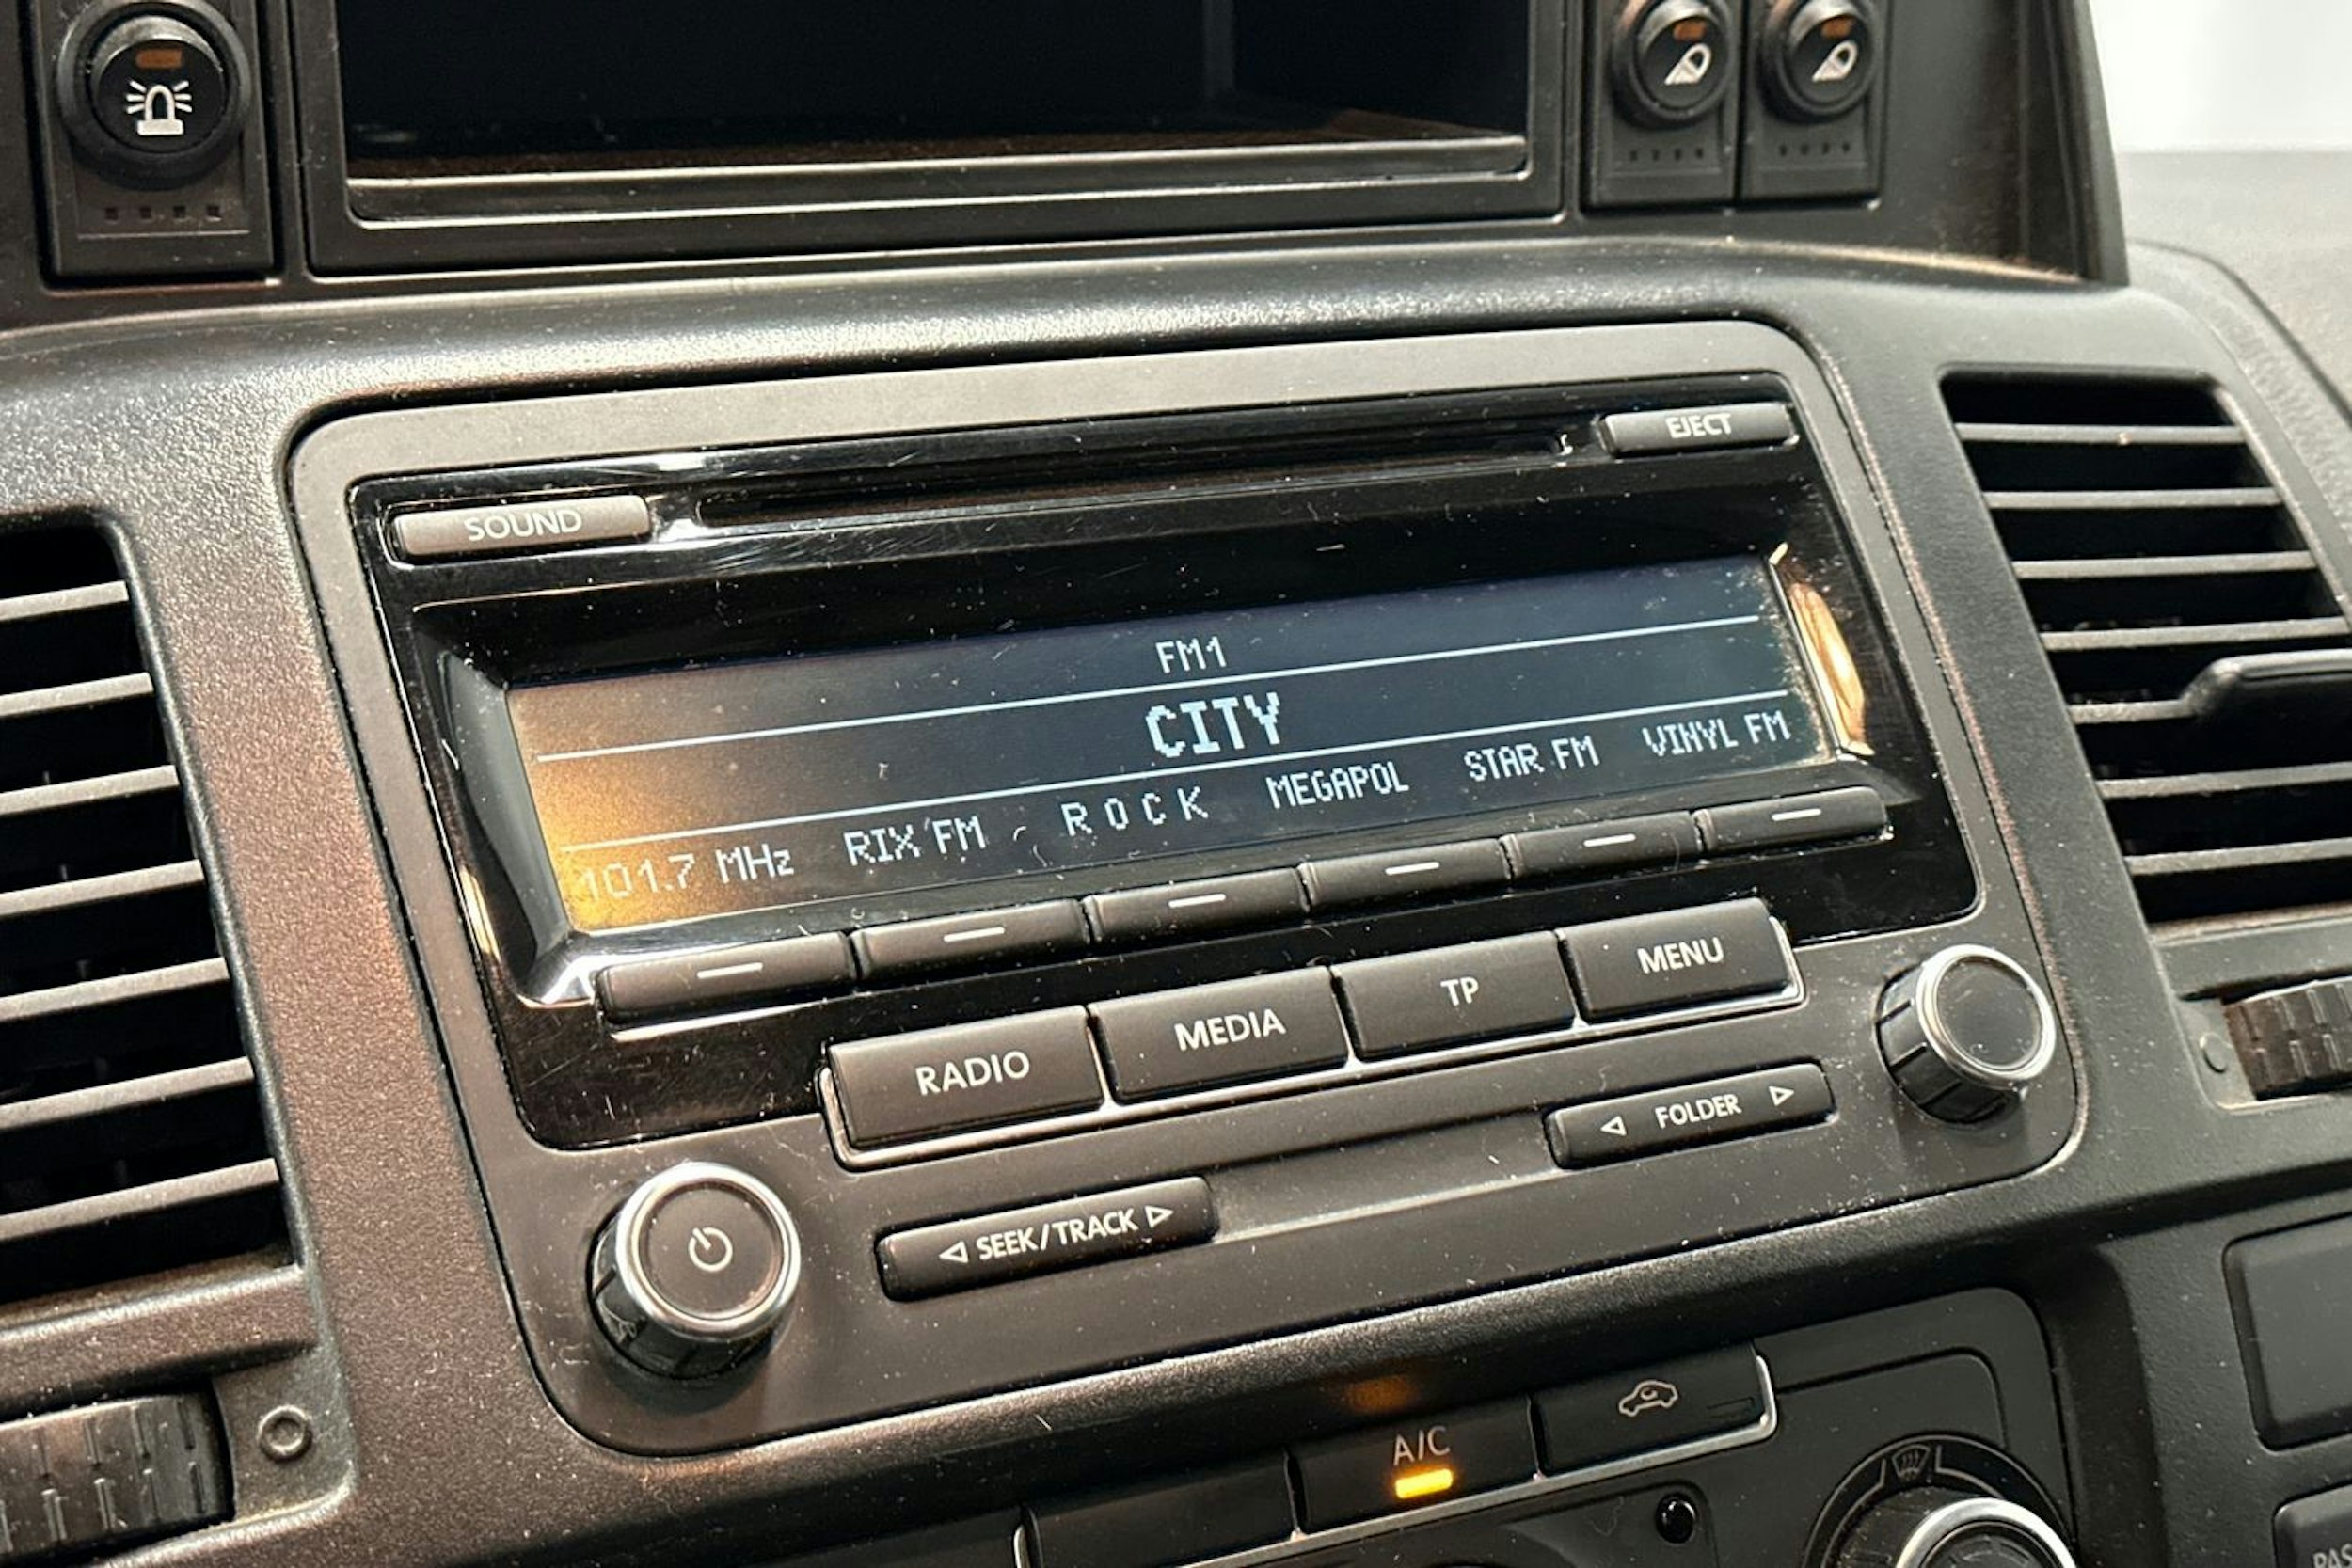 EJECT
SOUND
FM1
CITY
101.7 MHz RIX FM R O C K MEGAPOL STAR FM VINYL FM
RADIO MEDIA TP MENU
SEEK/TRACK FOLDER
A/C